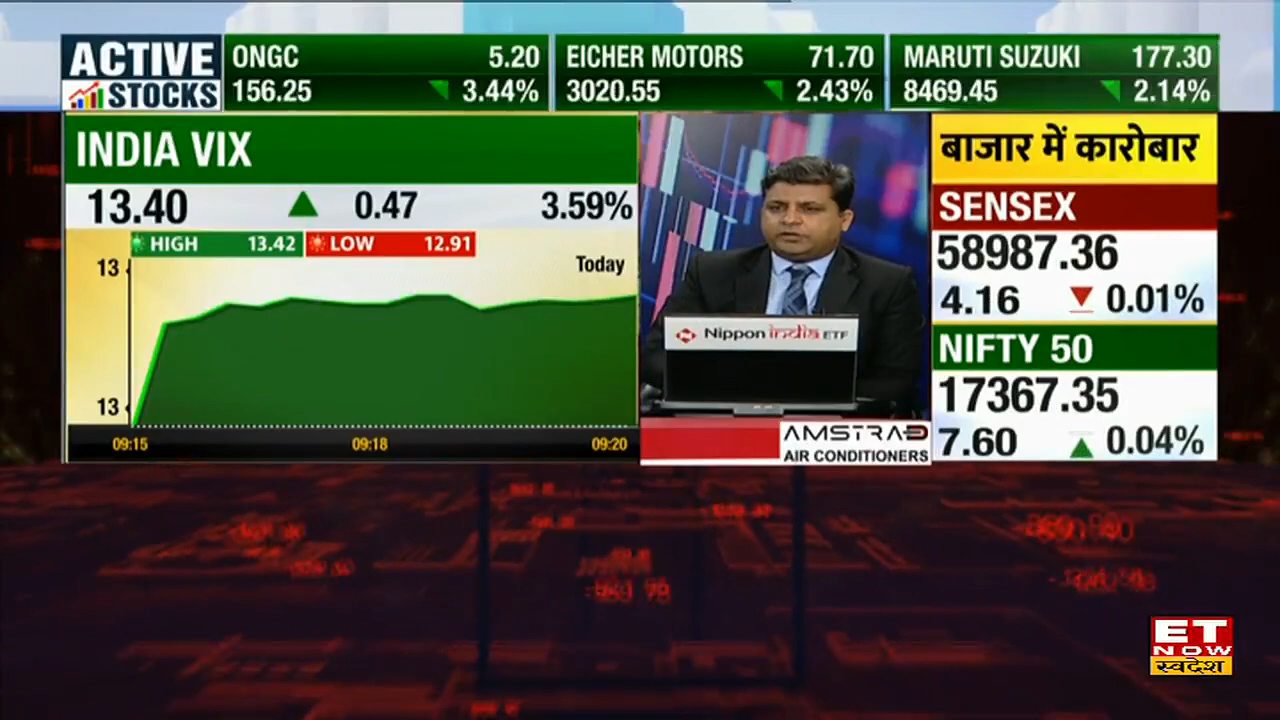 ACTIVE STOCKS
ONGC 5.20
156.25 3.44%
EICHER MOTORS 71.70
3020.55 2.43%
MARUTI SUZUKI 177.30
8469.45 2.14%
INDIA VIX
13.40 0.47 3.59%
HIGH 13.42 LOW 12.91
Today
13
13
09:15 09:18 09:20
Nippon india ETF
AMSTRAD
AIR CONDITIONERS
बाजार में कारोबार
SENSEX
58987.36
4.16 0.01%
NIFTY 50
17367.35
7.60 0.04%
ET
NOW
स्वदेश